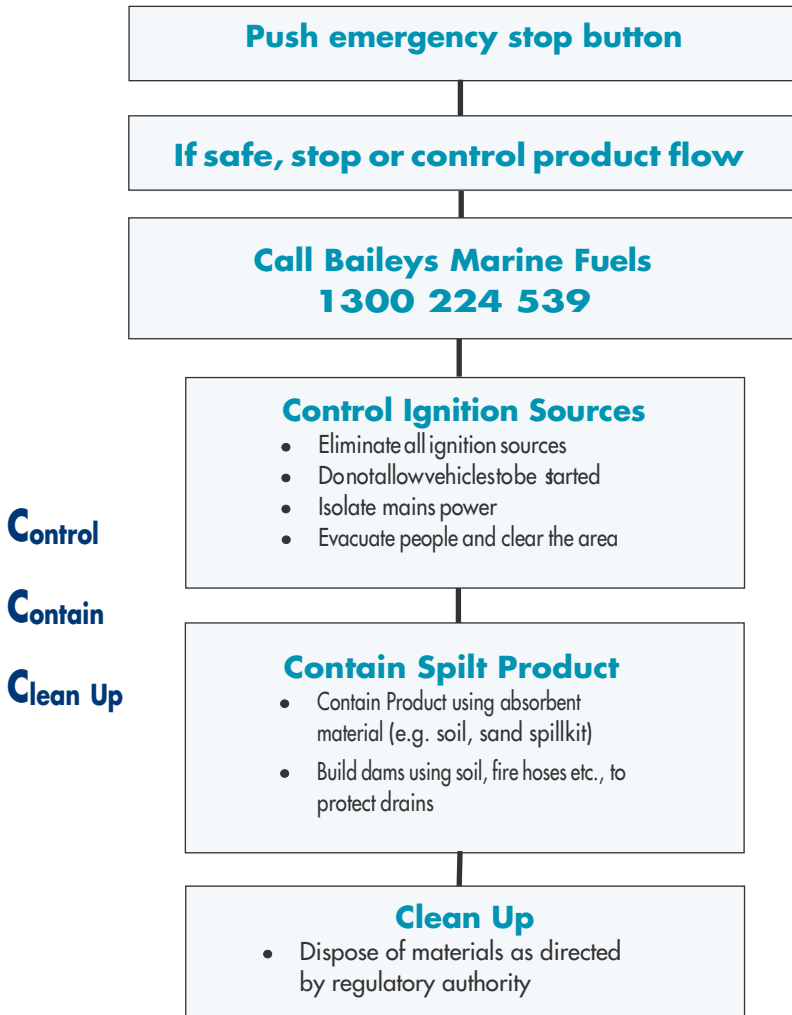 Push emergency stop button
If safe, stop or control product flow
Call Baileys Marine Fuels
1300 224 539
Control Ignition Sources
• Eliminate all ignition sources
• Donotallowvehiclestobe started
• Isolate mains power
• Evacuate people and clear the area
Control
Contain
Clean Up
Contain Spilt Product
• Contain Product using absorbent
material (e.g. soil, sand spillkit)
• Build dams using soil, fire hoses etc., to
protect drains
Clean Up
• Dispose of materials as directed
by regulatory authority